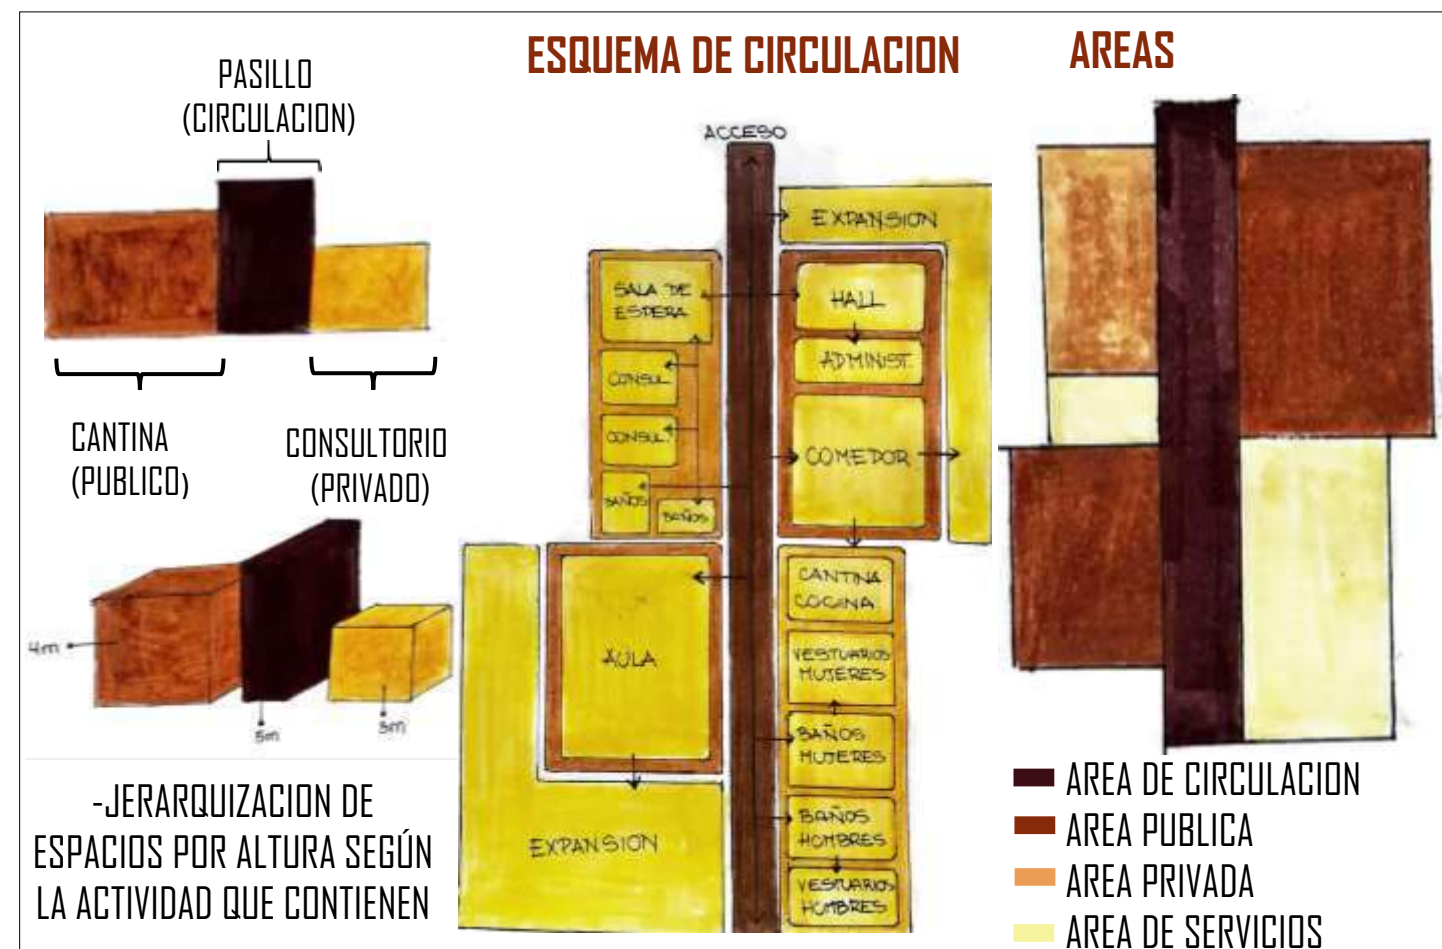 PASILLO
(CIRCULACION)
CANTINA
(PUBLICO)
CONSULTORIO
(PRIVADO)
4m
5m
3m
-JERARQUIZACION DE
ESPACIOS POR ALTURA SEGÚN
LA ACTIVIDAD QUE CONTIENEN
ESQUEMA DE CIRCULACION
ACCESO
EXPANSION
SALA DE
ESPERA
HALL
CONSUL
ADMINIST.
CONSUL.
COMEDOR
BAÑOS
BAÑOS
AULA
CANTINA
COCINA
VESTUARIOS
MUJERES
BAÑOS
MUJERES
BAÑOS
HOMBRES
VESTUARIOS
HOMBRES
EXPANSION
AREAS
AREA DE CIRCULACION
AREA PUBLICA
AREA PRIVADA
AREA DE SERVICIOS